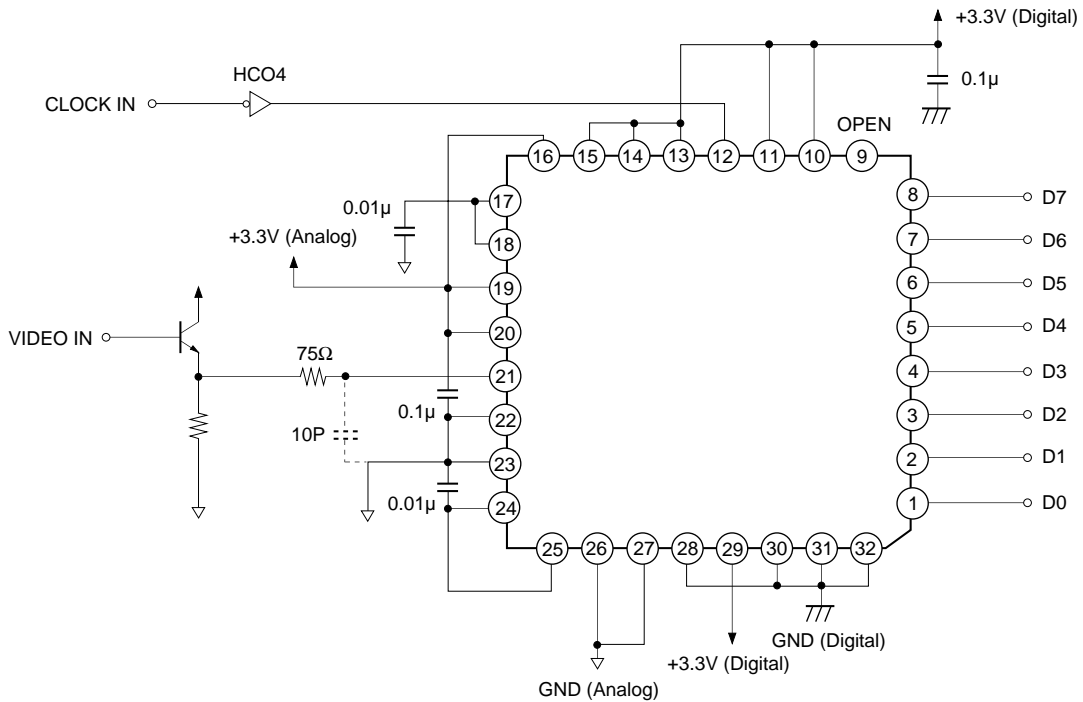 +3.3V (Digital)
HCO4
0.1µ
CLOCK IN
OPEN
16
15
14
13
12
11
10
9
17
8
D7
0.01µ
18
7
D6
+3.3V (Analog)
19
6
D5
20
5
D4
VIDEO IN
75Ω
21
4
D3
0.1µ
22
3
D2
10P
23
2
D1
0.01µ
24
1
D0
25
26
27
28
29
30
31
32
GND (Digital)
+3.3V (Digital)
GND (Analog)